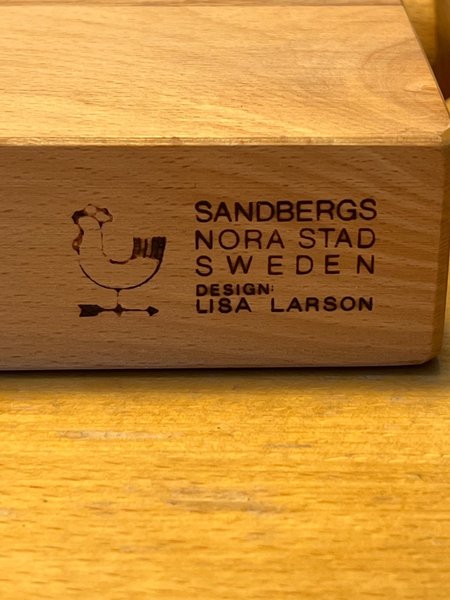 SANDBERGS
NORA STAD
SWEDEN
DESIGN:
LISA LARSON